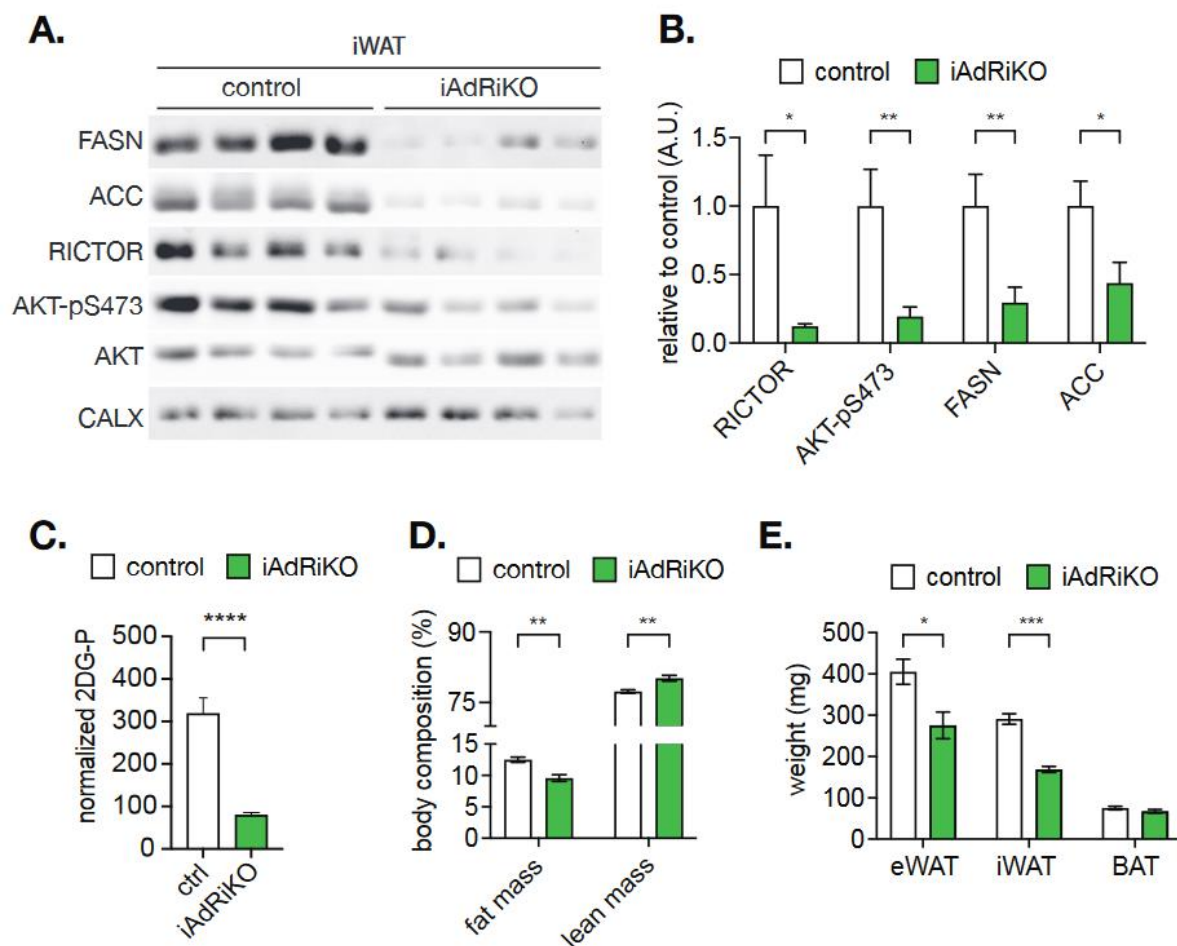 A.
iWAT
control iAdRiKO
FASN
ACC
RICTOR
AKT-pS473
AKT
CALX
B.
control iAdRiKO
relative to control (A.U.)
1.5
1.0
0.5
0.0
* ** ** *
RICTOR AKT-pS473 FASN ACC
C.
control iAdRiKO
normalized 2DG-P
500
400
300
200
100
0
****
ctrl iAdRiKO
D.
control iAdRiKO
body composition (%)
90
75
15
10
5
0
** **
fat mass lean mass
E.
control iAdRiKO
weight (mg)
500
400
300
200
100
0
* ***
eWAT iWAT BAT